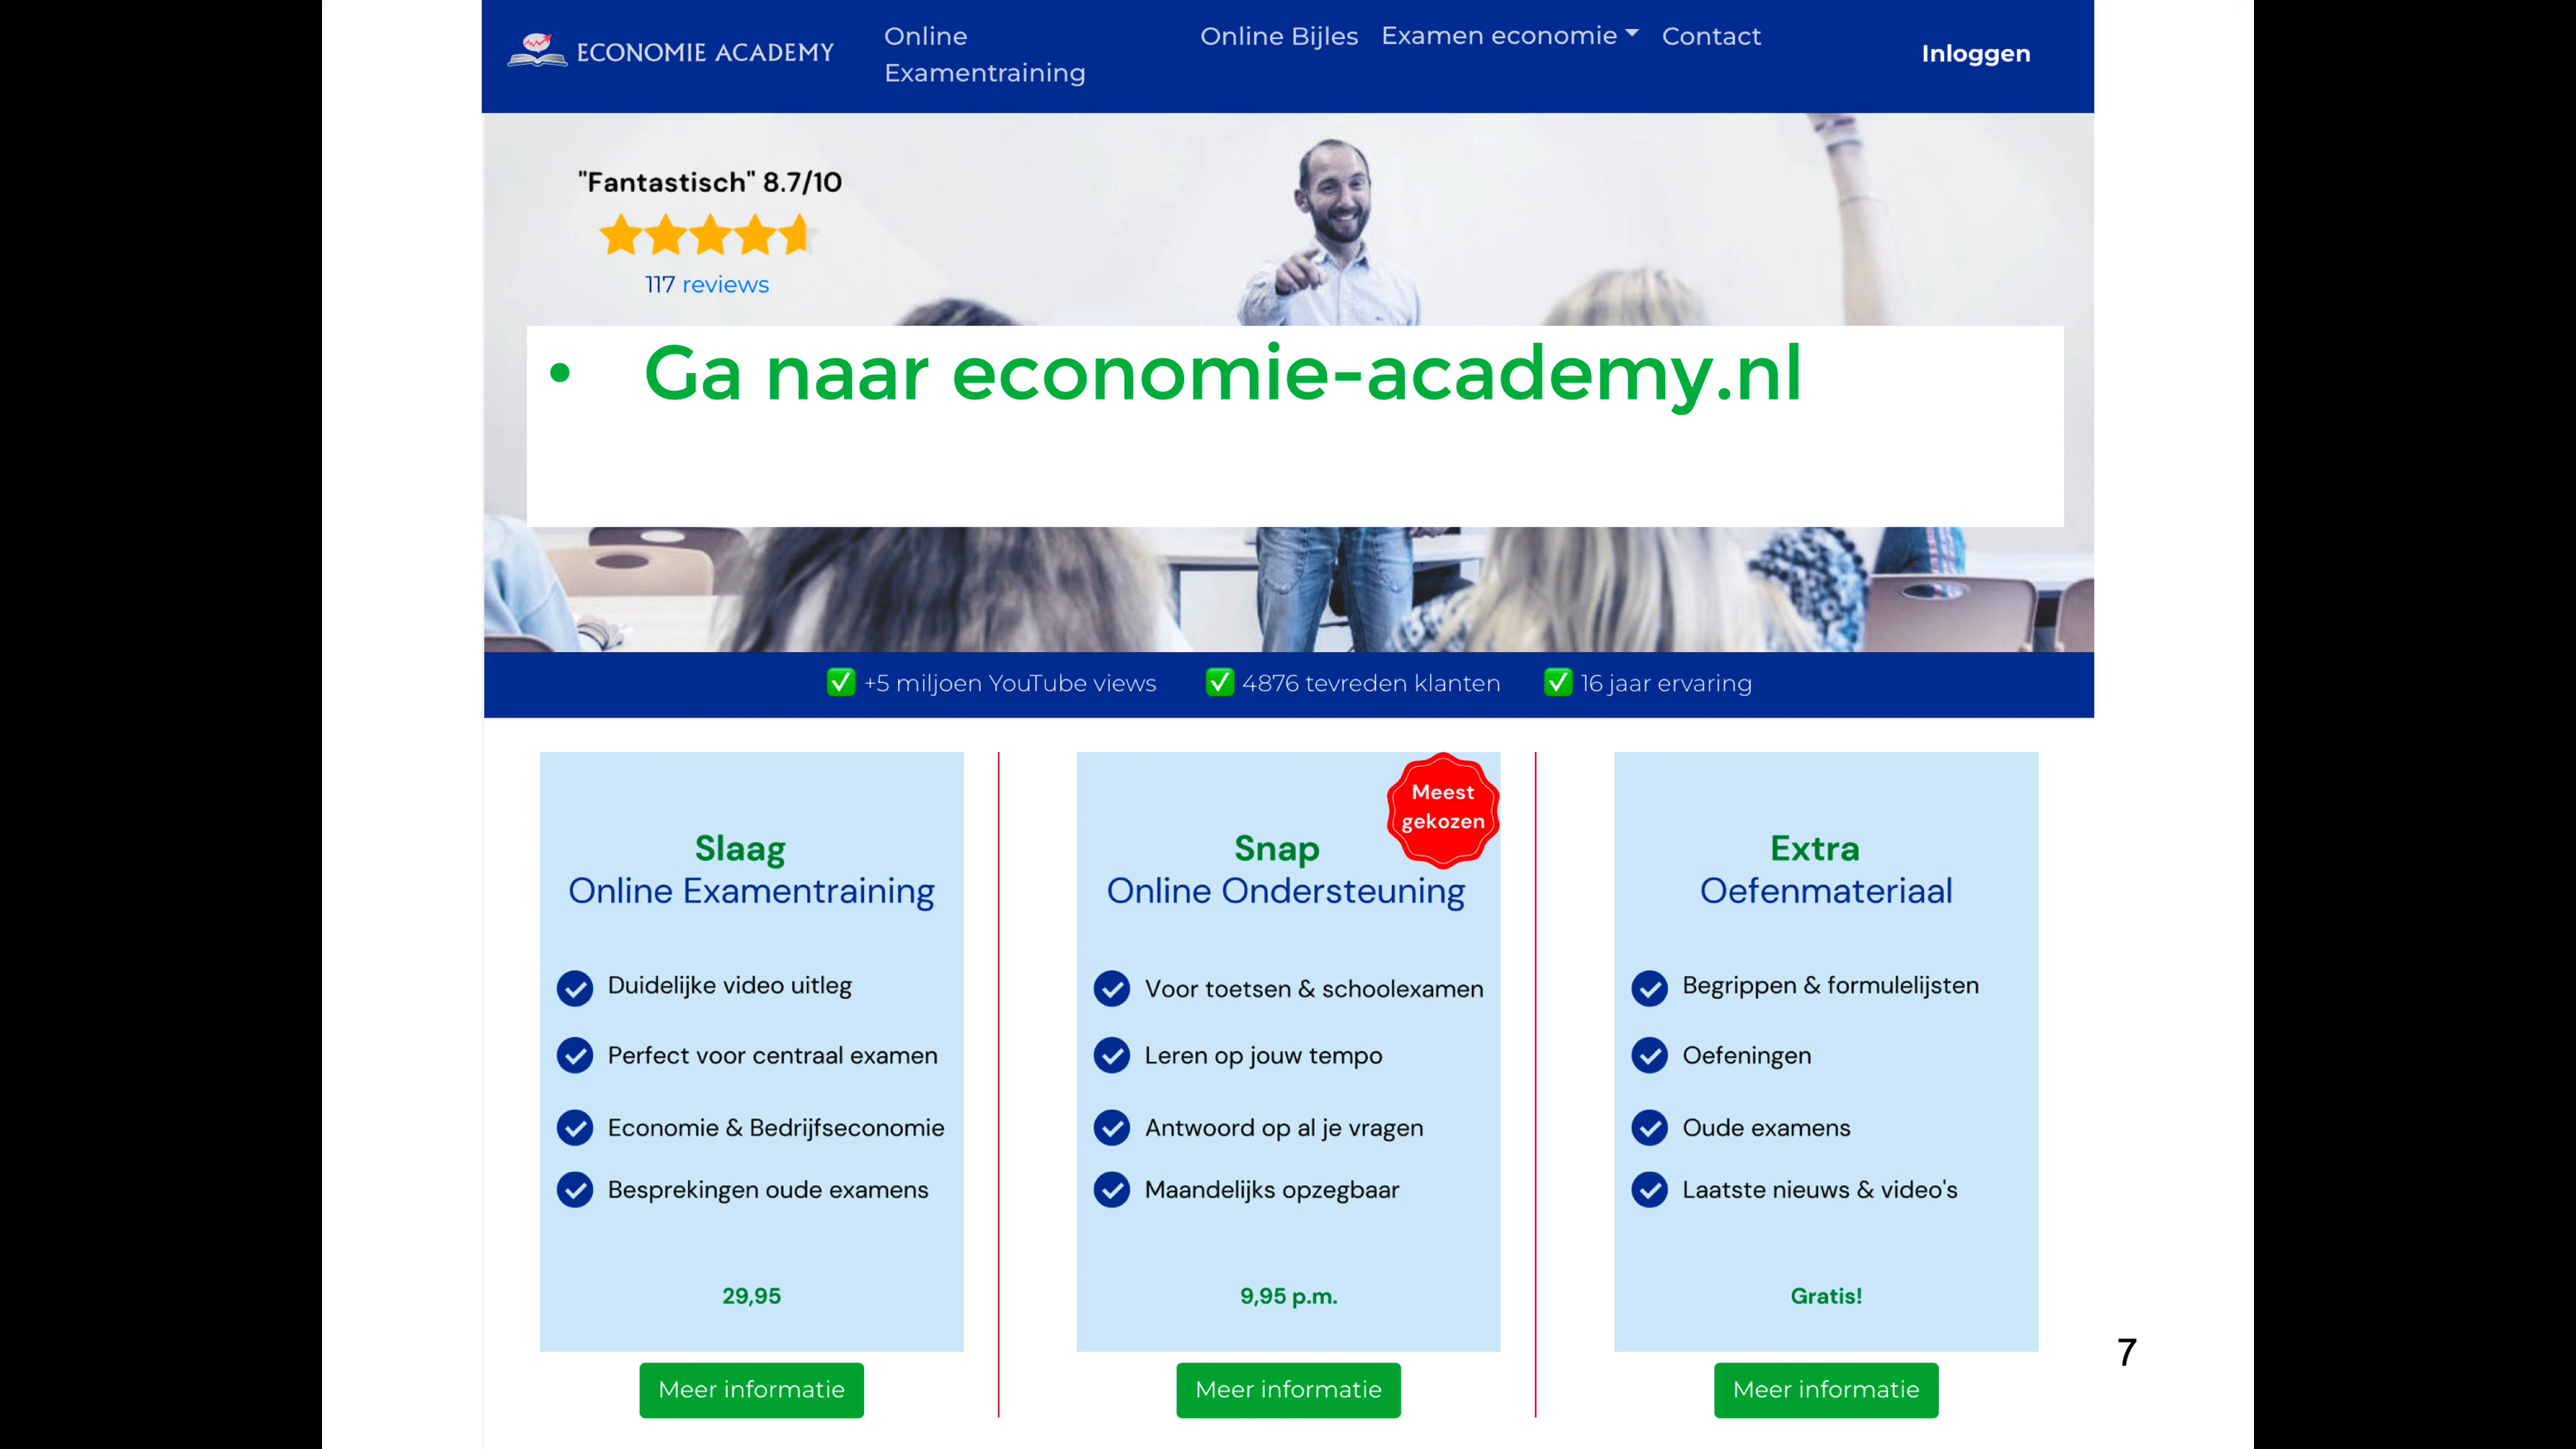 ECONOMIE ACADEMY
Online
Examentraining
Online Bijles
Examen economie
Contact
Inloggen
"Fantastisch" 8.7/10
117 reviews
• Ga naar economie-academy.nl
✅ +5 miljoen YouTube views
✅ 4876 tevreden klanten
✅ 16 jaar ervaring
Slaag
Online Examentraining
Duidelijke video uitleg
Perfect voor centraal examen
Economie & Bedrijfseconomie
Besprekingen oude examens
29,95
Meer informatie
Meest
gekozen
Snap
Online Ondersteuning
Voor toetsen & schoolexamen
Leren op jouw tempo
Antwoord op al je vragen
Maandelijks opzegbaar
9,95 p.m.
Meer informatie
Extra
Oefenmateriaal
Begrippen & formulelijsten
Oefeningen
Oude examens
Laatste nieuws & video's
Gratis!
Meer informatie
7